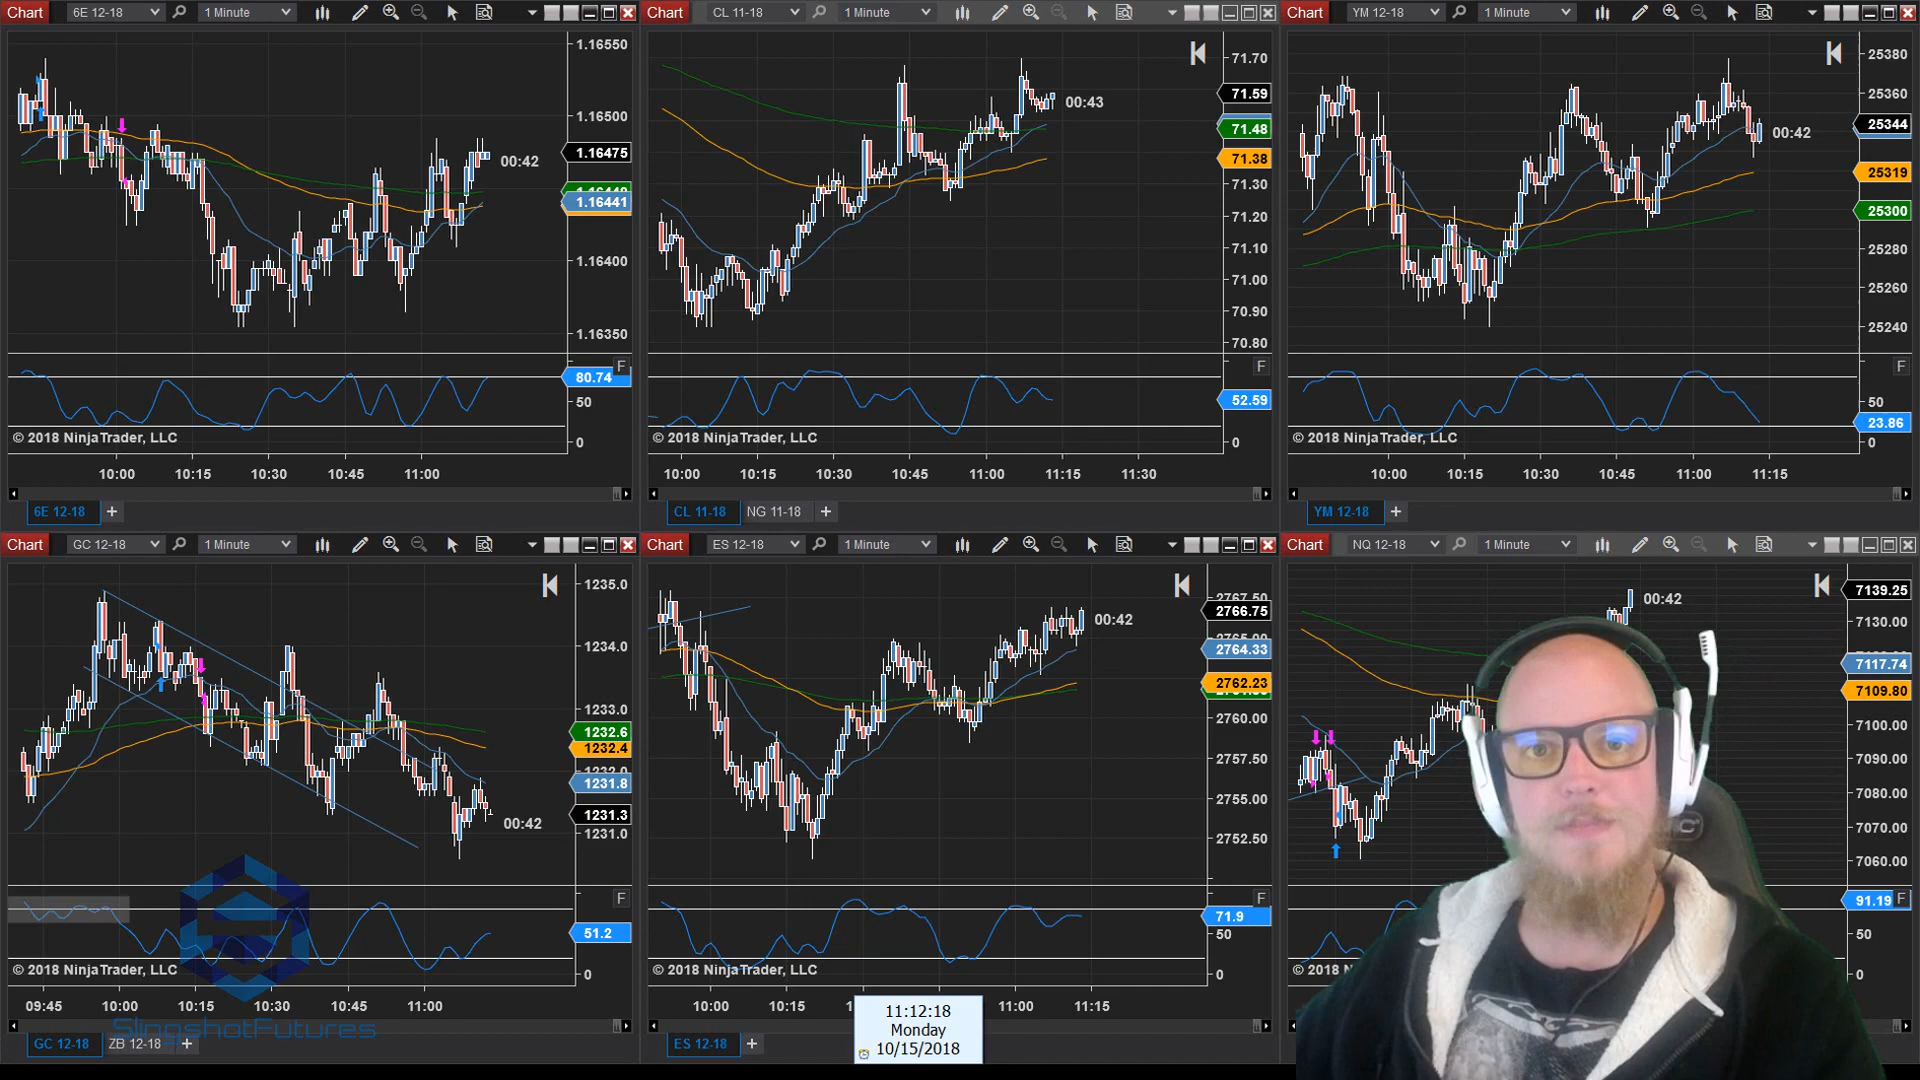 Chart 6E 12-18 1 Minute
1.16550
1.16500
1.16475
00:42
1.16441
1.16400
1.16350
F
80.74
50
0
© 2018 NinjaTrader, LLC
10:00 10:15 10:30 10:45 11:00
6E 12-18 +
Chart CL 11-18 1 Minute
71.70
71.59
00:43
71.48
71.38
71.30
71.20
71.10
71.00
70.90
70.80
F
52.59
0
© 2018 NinjaTrader, LLC
10:00 10:15 10:30 10:45 11:00 11:15 11:30
CL 11-18 NG 11-18 +
Chart YM 12-18 1 Minute
25380
25360
25344
00:42
25319
25300
25280
25260
25240
F
50
23.86
0
© 2018 NinjaTrader, LLC
10:00 10:15 10:30 10:45 11:00 11:15
YM 12-18 +
Chart GC 12-18 1 Minute
1235.0
1234.0
1233.0
1232.6
1232.4
1231.8
1231.3
00:42
1231.0
F
51.2
0
© 2018 NinjaTrader, LLC
09:45 10:00 10:15 10:30 10:45 11:00
SlingshotFutures
GC 12-18 ZB 12-18 +
Chart ES 12-18 1 Minute
2767.50
2766.75
00:42
2764.33
2762.23
2760.00
2757.50
2755.00
2752.50
F
71.9
50
0
© 2018 NinjaTrader, LLC
10:00 10:15 11:00 11:15
11:12:18
Monday
10/15/2018
ES 12-18 +
Chart NQ 12-18 1 Minute
7139.25
00:42
7130.00
7117.74
7109.80
7100.00
7090.00
7080.00
7070.00
7060.00
91.19 F
50
0
© 2018 N